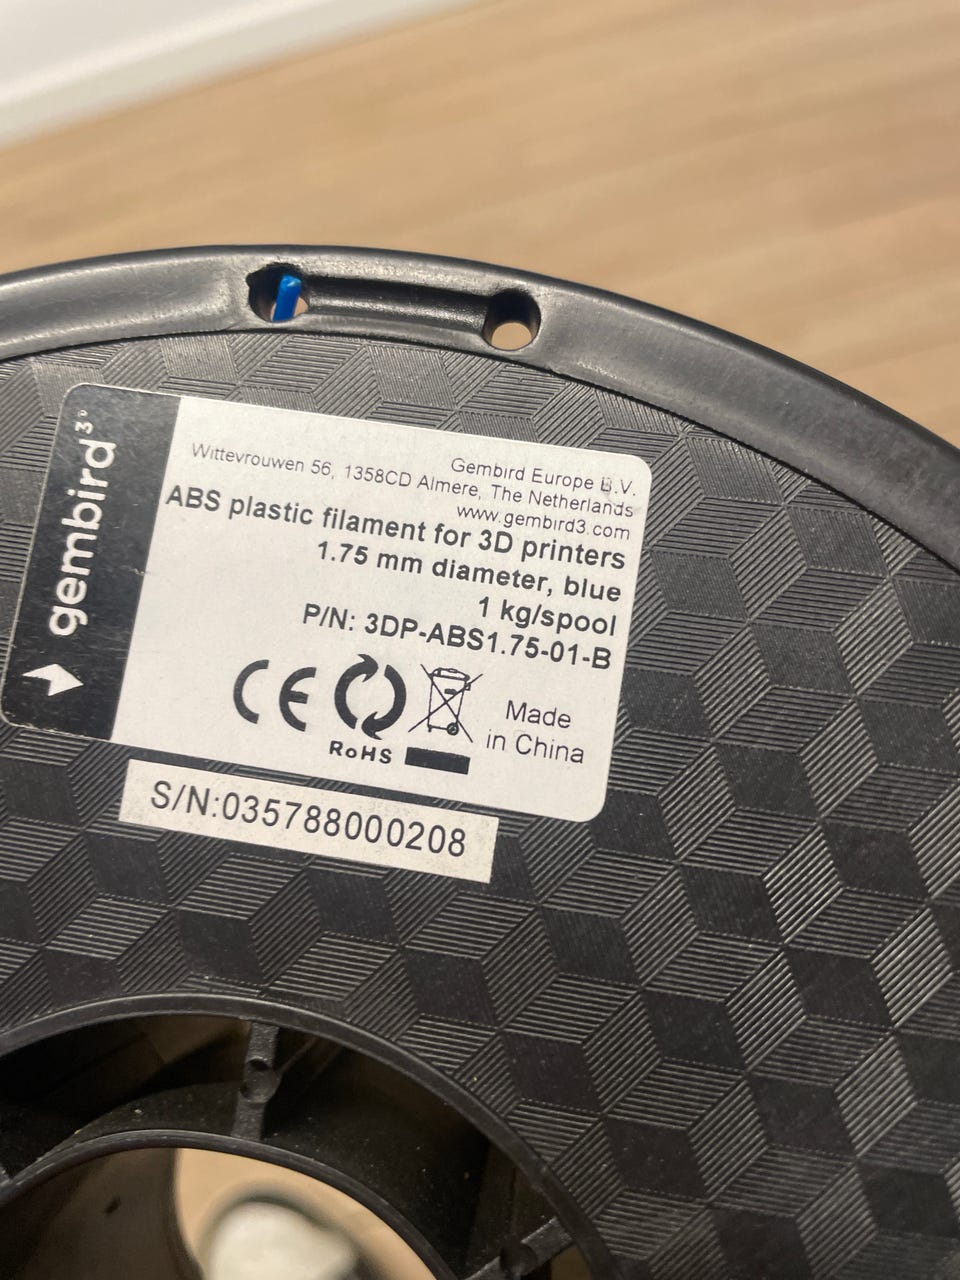 gembird3
Gembird Europe B.V.
Wittevrouwen 56, 1358CD Almere, The Netherlands
www.gembird3.com
ABS plastic filament for 3D printers
1.75 mm diameter, blue
1 kg/spool
P/N: 3DP-ABS1.75-01-B
CE
RoHS
Made
in China
S/N:035788000208